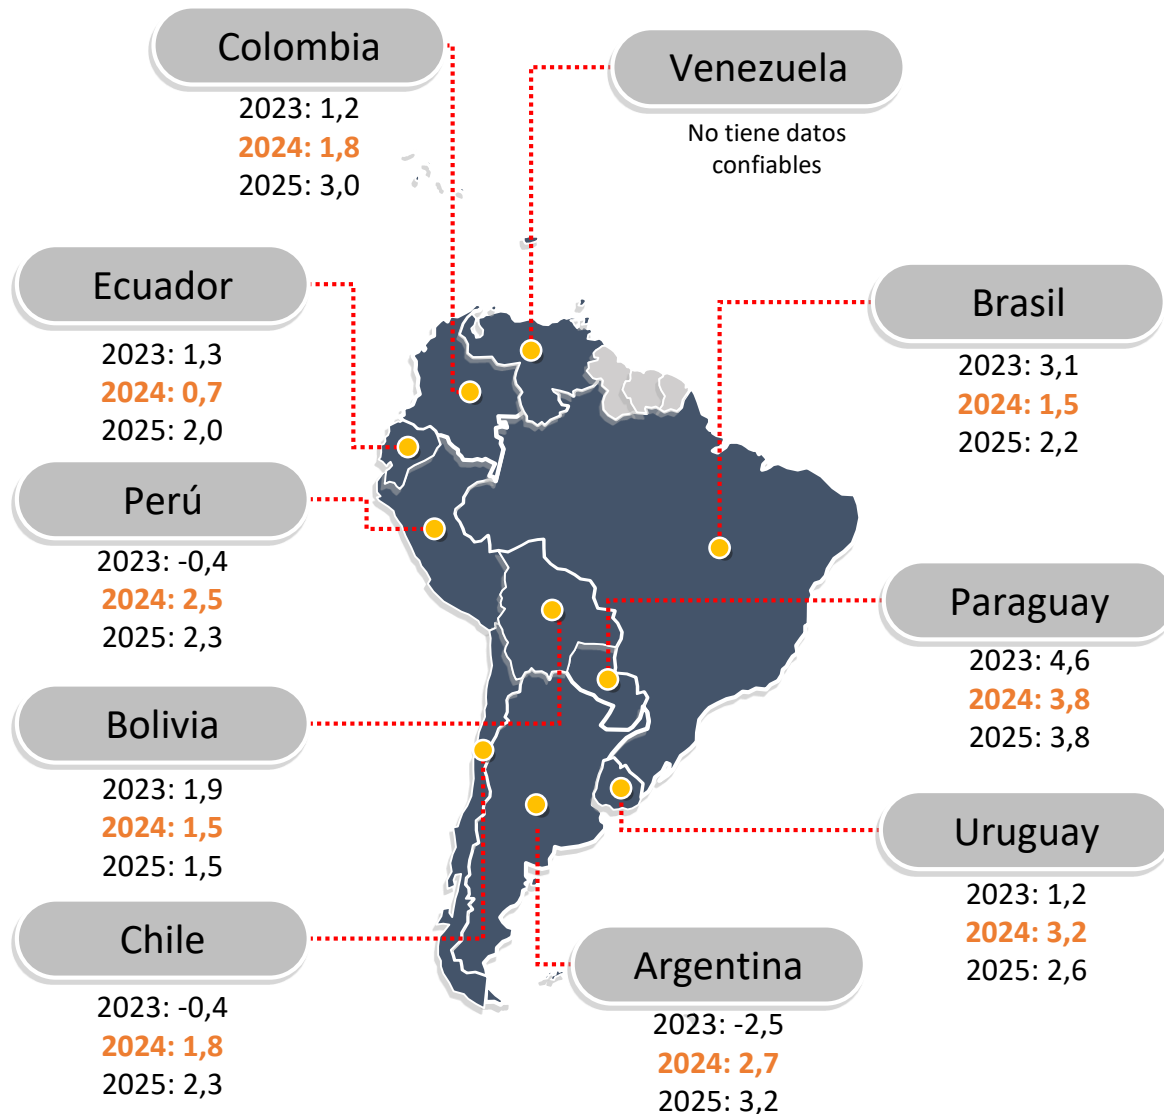 Colombia
2023: 1,2
2024: 1,8
2025: 3,0
Venezuela
No tiene datos
confiables
Ecuador
2023: 1,3
2024: 0,7
2025: 2,0
Brasil
2023: 3,1
2024: 1,5
2025: 2,2
Perú
2023: -0,4
2024: 2,5
2025: 2,3
Paraguay
2023: 4,6
2024: 3,8
2025: 3,8
Bolivia
2023: 1,9
2024: 1,5
2025: 1,5
Uruguay
2023: 1,2
2024: 3,2
2025: 2,6
Chile
2023: -0,4
2024: 1,8
2025: 2,3
Argentina
2023: -2,5
2024: 2,7
2025: 3,2